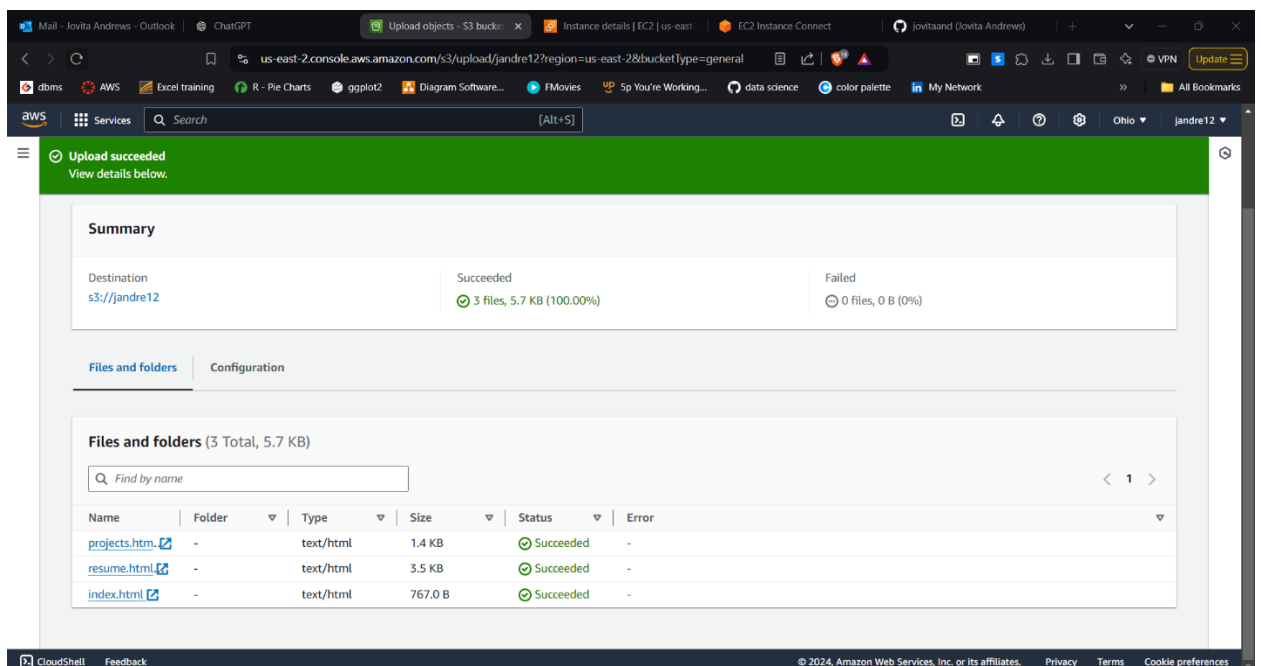 Mail - Jovita Andrews - Outlook ChatGPT Upload objects - S3 bucke Instance details | EC2 | us-east- EC2 Instance Connect jovitaand (Jovita Andrews)
us-east-2.console.aws.amazon.com/s3/upload/jandre12?region=us-east-2&bucketType=general VPN Update
dbms AWS Excel training R - Pie Charts ggplot2 Diagram Software... FMovies 5p You're Working... data science color palette My Network » All Bookmarks
aws Services Search [Alt+S] Ohio jandre12
Upload succeeded
View details below.
Summary
Destination Succeeded Failed
s3://jandre12 3 files, 5.7 KB (100.00%) 0 files, 0 B (0%)
Files and folders Configuration
Files and folders (3 Total, 5.7 KB)
Find by name < 1 >
Name Folder Type Size Status Error
projects.htm... - text/html 1.4 KB Succeeded -
resume.html - text/html 3.5 KB Succeeded -
index.html - text/html 767.0 B Succeeded -
CloudShell Feedback © 2024, Amazon Web Services, Inc. or its affiliates. Privacy Terms Cookie preferences